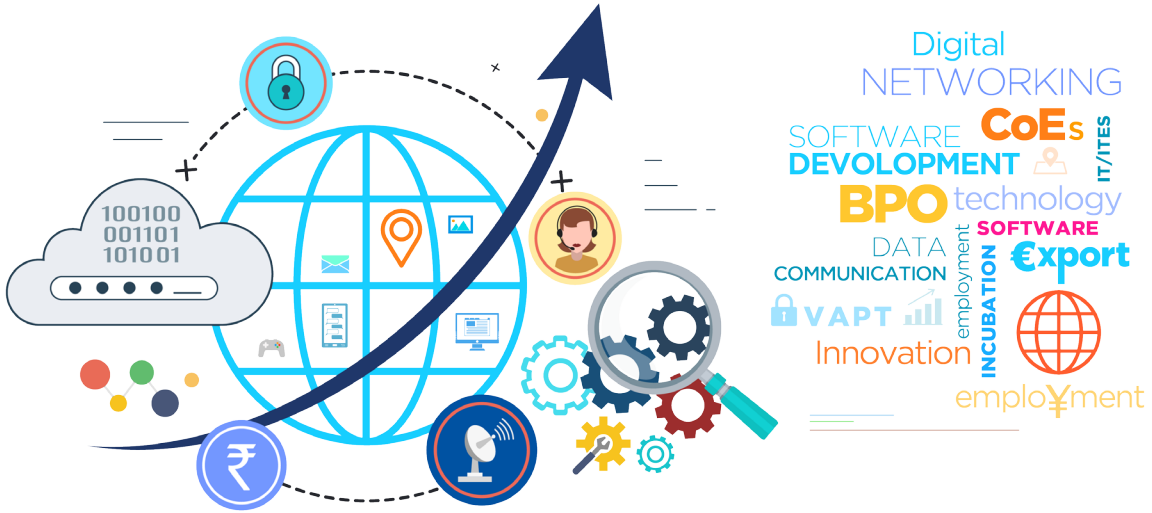 100100
001101
101001
₹
Digital
NETWORKING
CoEs
IT/ITES
SOFTWARE
DEVOLOPMENT
BPO
technology
SOFTWARE
DATA
COMMUNICATION
employment
INCUBATION
€xport
VAPT
Innovation
emplo¥ment